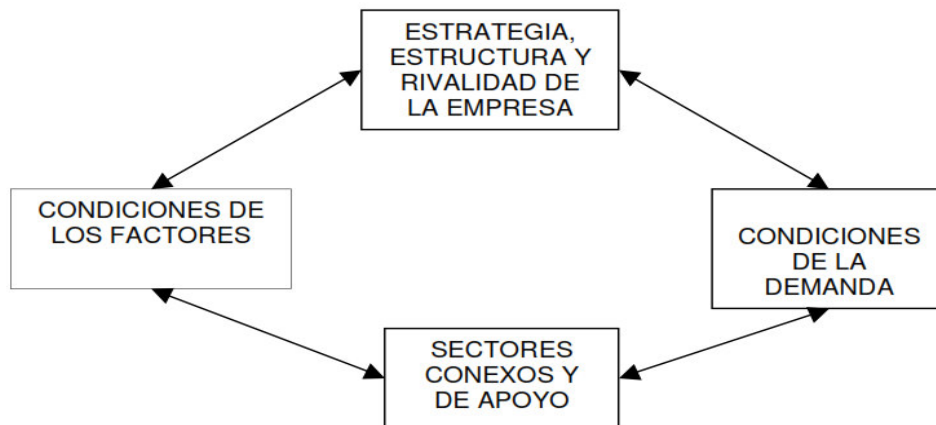 ESTRATEGIA,
ESTRUCTURA Y
RIVALIDAD DE
LA EMPRESA
CONDICIONES DE
LOS FACTORES
CONDICIONES
DE LA
DEMANDA
SECTORES
CONEXOS Y
DE APOYO